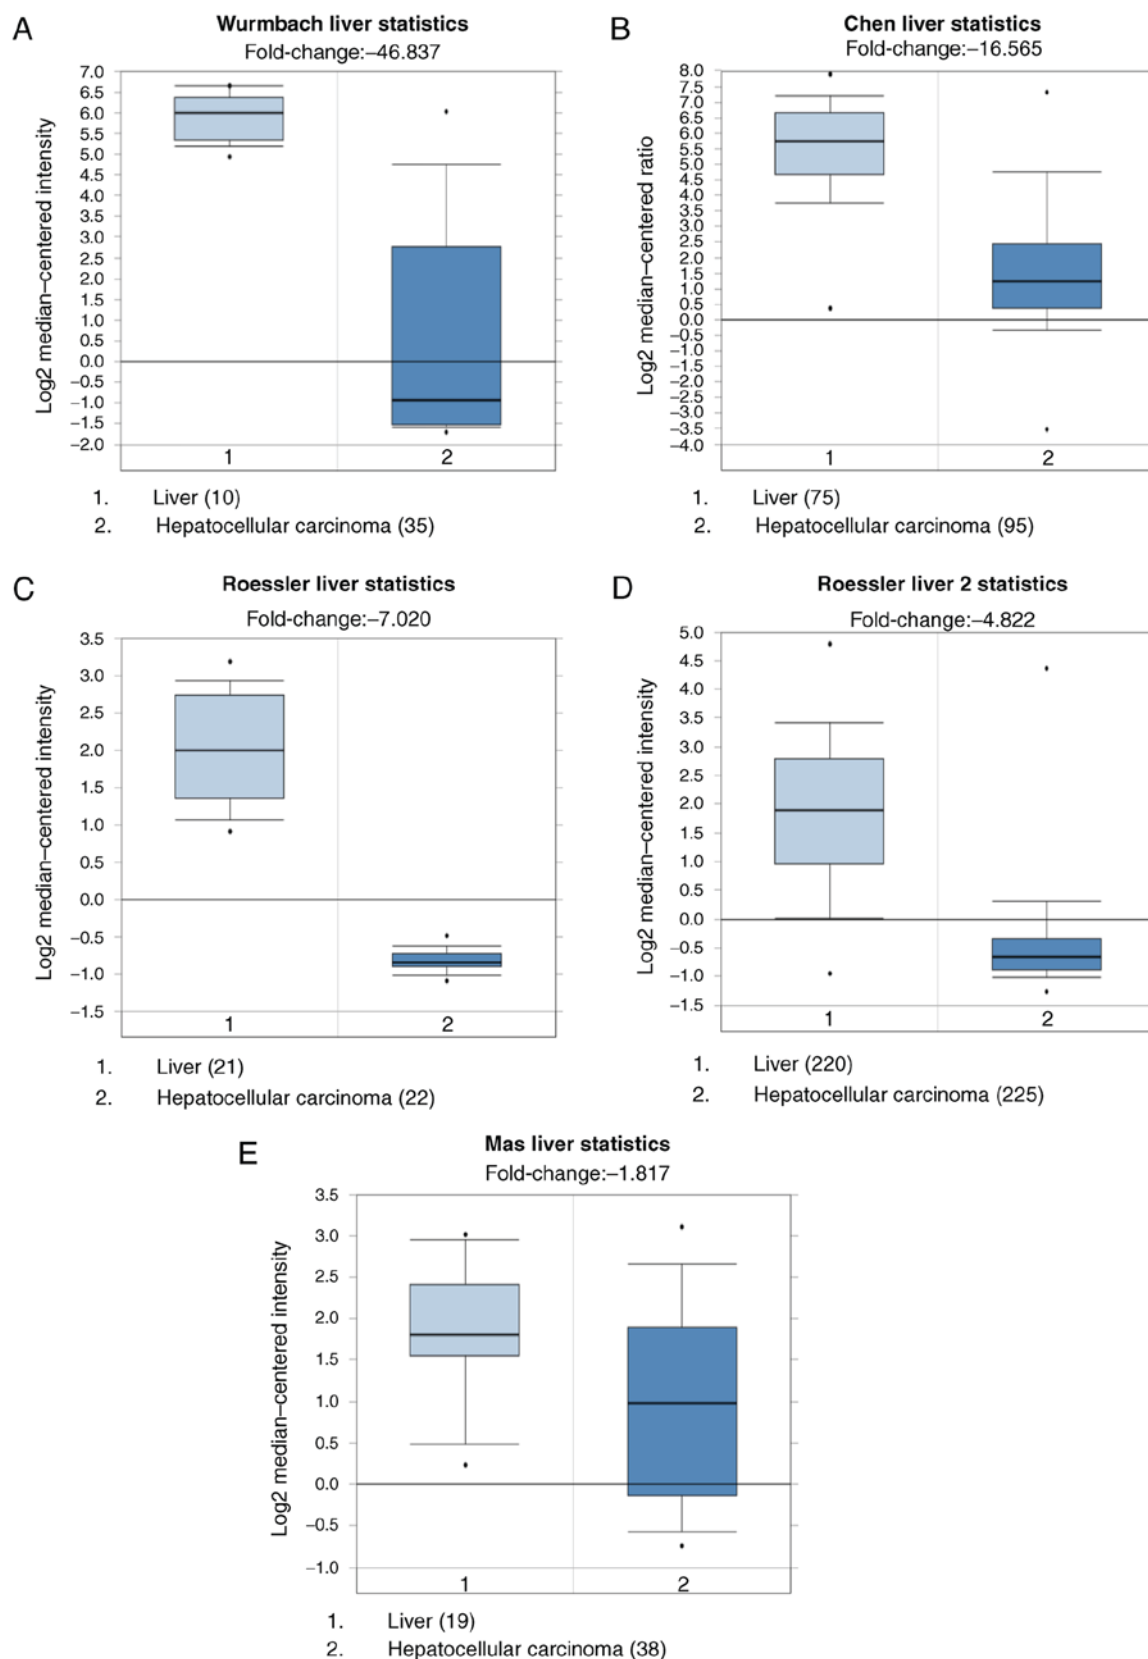 A
Wurmbach liver statistics
Fold-change:–46.837
Log2 median–centered intensity
7.0
6.5
6.0
5.5
5.0
4.5
4.0
3.5
3.0
2.5
2.0
1.5
1.0
0.5
0.0
–0.5
–1.0
–1.5
–2.0
1
2
1. Liver (10)
2. Hepatocellular carcinoma (35)
B
Chen liver statistics
Fold-change:–16.565
Log2 median–centered ratio
8.0
7.5
7.0
6.5
6.0
5.5
5.0
4.5
4.0
3.5
3.0
2.5
2.0
1.5
1.0
0.5
0.0
–0.5
–1.0
–1.5
–2.0
–2.5
–3.0
–3.5
–4.0
1
2
1. Liver (75)
2. Hepatocellular carcinoma (95)
C
Roessler liver statistics
Fold-change:–7.020
Log2 median–centered intensity
3.5
3.0
2.5
2.0
1.5
1.0
0.5
0.0
–0.5
–1.0
–1.5
1
2
1. Liver (21)
2. Hepatocellular carcinoma (22)
D
Roessler liver 2 statistics
Fold-change:–4.822
Log2 median–centered intensity
5.0
4.5
4.0
3.5
3.0
2.5
2.0
1.5
1.0
0.5
0.0
–0.5
–1.0
–1.5
1
2
1. Liver (220)
2. Hepatocellular carcinoma (225)
E
Mas liver statistics
Fold-change:–1.817
Log2 median–centered intensity
3.5
3.0
2.5
2.0
1.5
1.0
0.5
0.0
–0.5
–1.0
1
2
1. Liver (19)
2. Hepatocellular carcinoma (38)